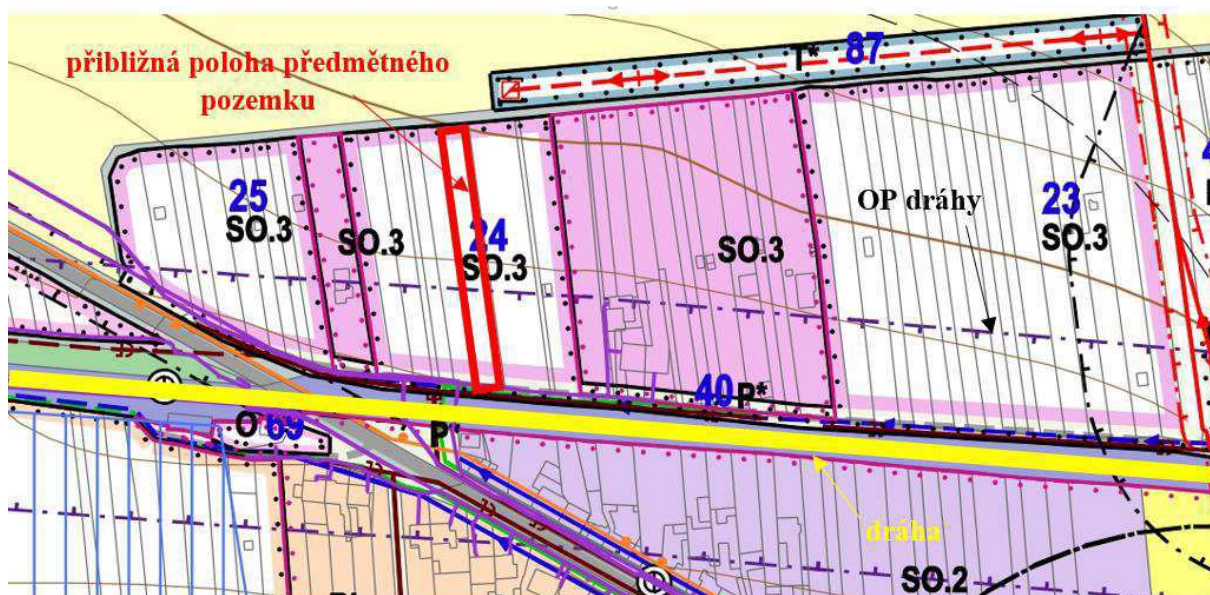 T* 87
přibližná poloha předmětného
pozemku
25
SO.3
SO.3
24
SO.3
SO.3
OP dráhy
23
SO.3
40 P*
O 69
P*
dráha
SO.2